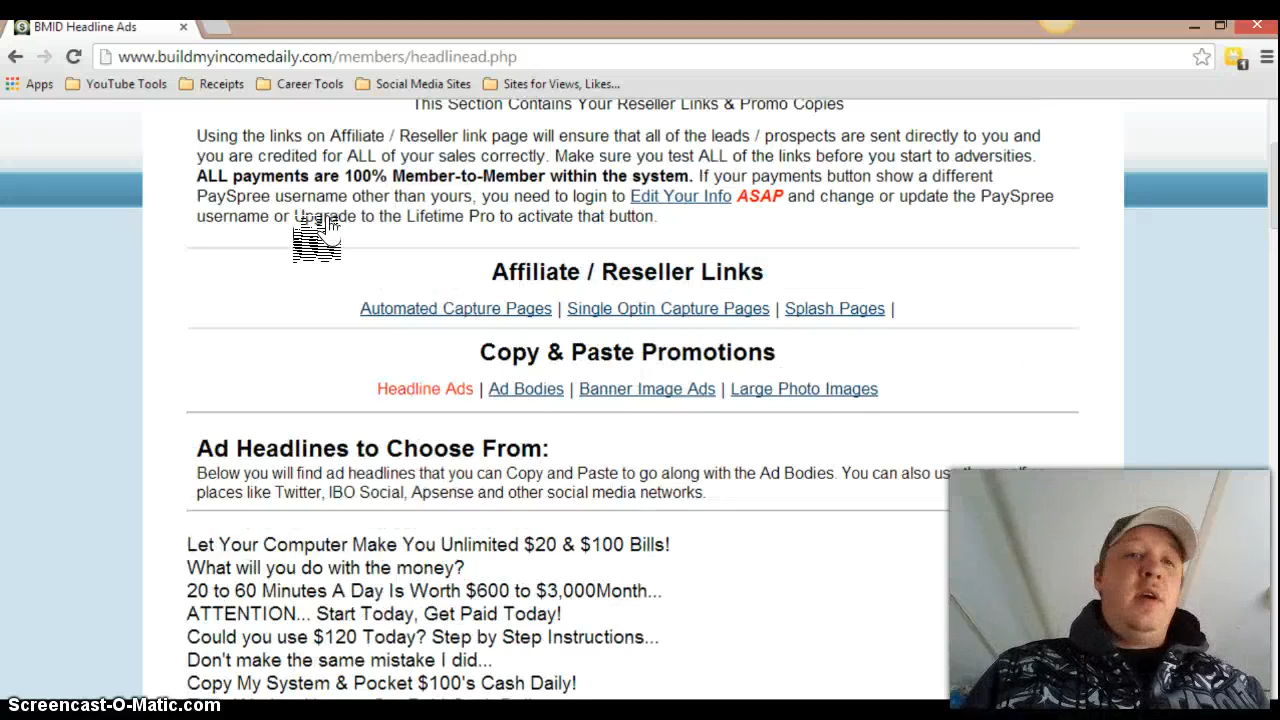 BMID Headline Ads
www.buildmyincomedaily.com/members/headlinead.php
1
Apps YouTube Tools Receipts Career Tools Social Media Sites Sites for Views, Likes...
This Section Contains Your Reseller Links & Promo Copies
Using the links on Affiliate / Reseller link page will ensure that all of the leads / prospects are sent directly to you and
you are credited for ALL of your sales correctly. Make sure you test ALL of the links before you start to adversities.
ALL payments are 100% Member-to-Member within the system. If your payments button show a different
PaySpree username other than yours, you need to login to Edit Your Info ASAP and change or update the PaySpree
username or Upgrade to the Lifetime Pro to activate that button.
Affiliate / Reseller Links
Automated Capture Pages | Single Optin Capture Pages | Splash Pages |
Copy & Paste Promotions
Headline Ads | Ad Bodies | Banner Image Ads | Large Photo Images
Ad Headlines to Choose From:
Below you will find ad headlines that you can Copy and Paste to go along with the Ad Bodies. You can also
places like Twitter, IBO Social, Apsense and other social media networks.
Let Your Computer Make You Unlimited $20 & $100 Bills!
What will you do with the money?
20 to 60 Minutes A Day Is Worth $600 to $3,000Month...
ATTENTION... Start Today, Get Paid Today!
Could you use $120 Today? Step by Step Instructions...
Don't make the same mistake I did...
Copy My System & Pocket $100's Cash Daily!
Screencast-O-Matic.com